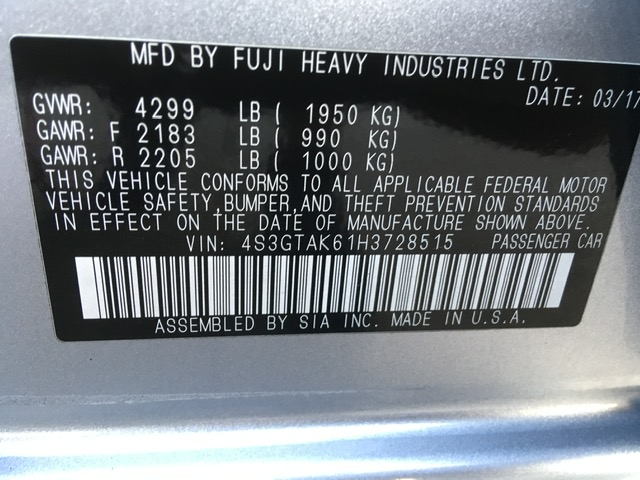 MFD BY FUJI HEAVY INDUSTRIES LTD.
DATE: 03/17
GVWR: 4299 LB ( 1950 KG)
GAWR: F 2183 LB ( 990 KG)
GAWR: R 2205 LB ( 1000 KG)
THIS VEHICLE CONFORMS TO ALL APPLICABLE FEDERAL MOTOR
VEHICLE SAFETY,BUMPER,AND THEFT PREVENTION STANDARDS
IN EFFECT ON THE DATE OF MANUFACTURE SHOWN ABOVE.
VIN: 4S3GTAK61H3728515 PASSENGER CAR
ASSEMBLED BY SIA INC. MADE IN U.S.A.